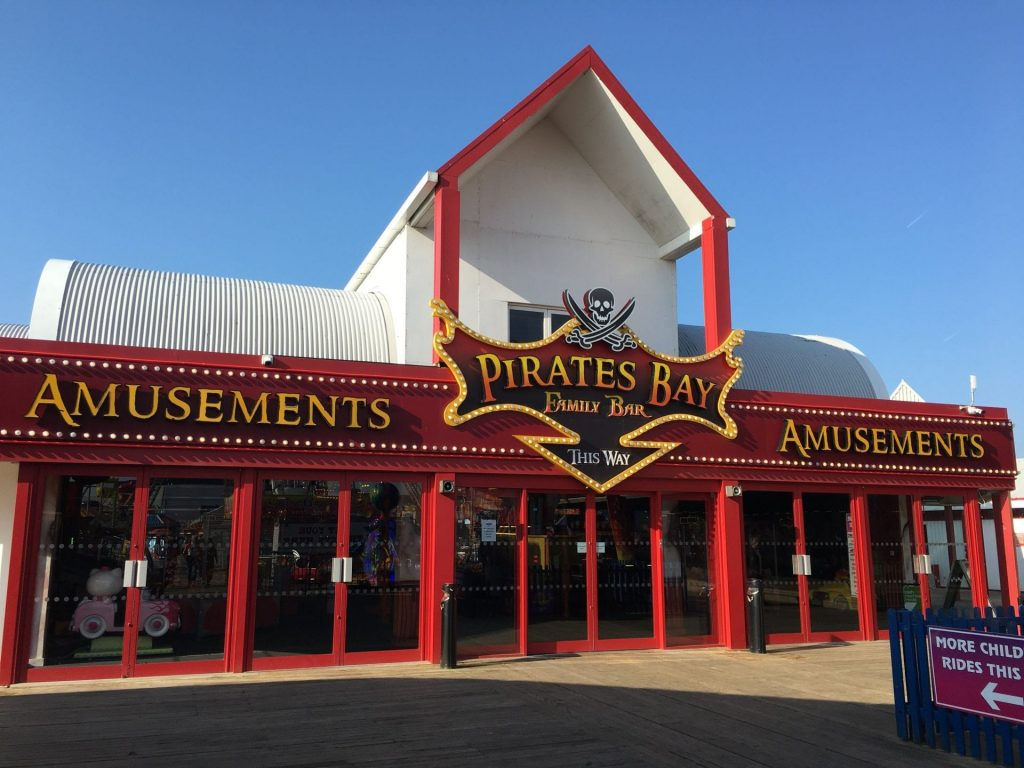 AMUSEMENTS
PIRATES BAY
FAMILY BAR
THIS WAY
AMUSEMENTS
MORE CHILD
RIDES THIS